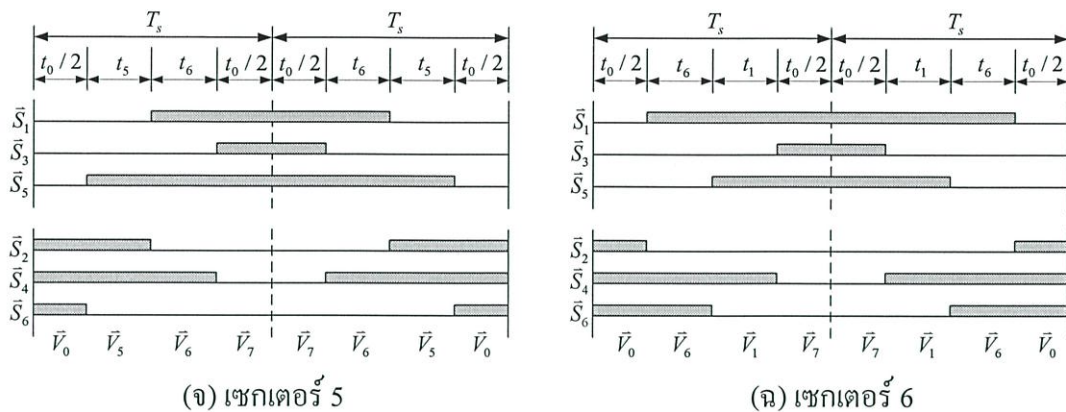 T_s T_s
t_0 / 2 t_5 t_6 t_0 / 2 t_0 / 2 t_6 t_5 t_0 / 2
S⃗_1
S⃗_3
S⃗_5
S⃗_2
S⃗_4
S⃗_6
V⃗_0 V⃗_5 V⃗_6 V⃗_7 V⃗_7 V⃗_6 V⃗_5 V⃗_0
(จ) เซกเตอร์ 5
T_s T_s
t_0 / 2 t_6 t_1 t_0 / 2 t_0 / 2 t_1 t_6 t_0 / 2
S⃗_1
S⃗_3
S⃗_5
S⃗_2
S⃗_4
S⃗_6
V⃗_0 V⃗_6 V⃗_1 V⃗_7 V⃗_7 V⃗_1 V⃗_6 V⃗_0
(ฉ) เซกเตอร์ 6